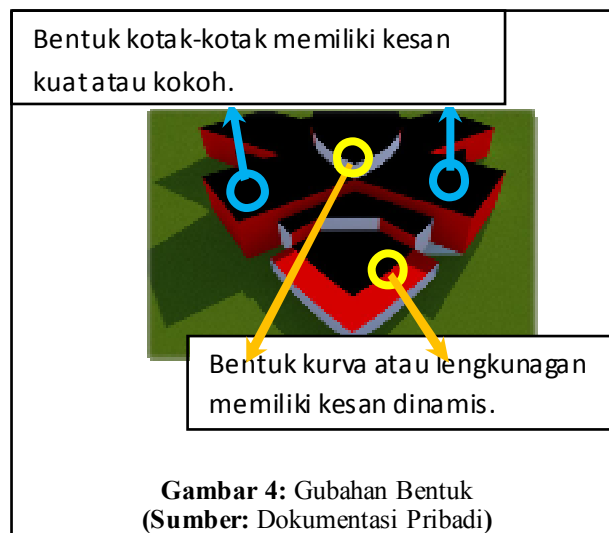 Bentuk kotak-kotak memiliki kesan
kuat atau kokoh.
Bentuk kurva atau lengkunagan
memiliki kesan dinamis.
Gambar 4: Gubahan Bentuk
(Sumber: Dokumentasi Pribadi)